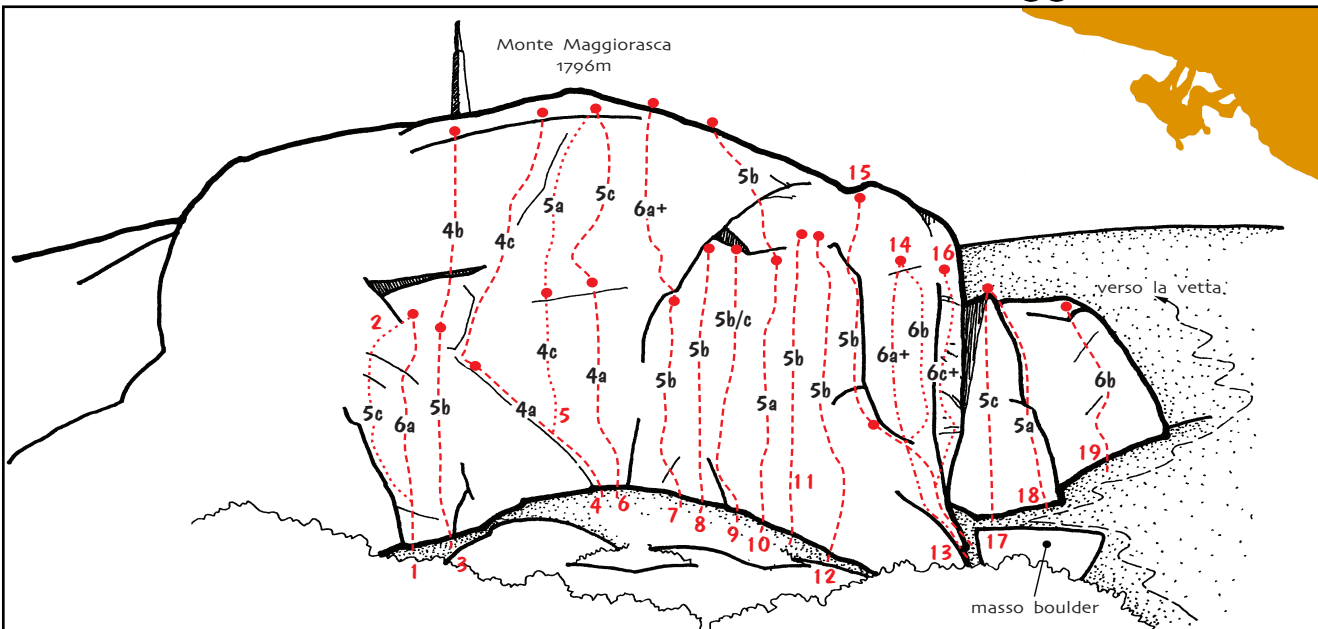 Monte Maggiorasca
1796m
15
5b
5c
5a
6a+
4b
4c
14
16
verso la vetta
2
5b/c
6b
5b
5b
5b
6a+
4c
4a
6c+
5b
6b
5c
5b
5a
5c
6a
5b
4a
5
5a
19
11
4
6
7
8
9
10
18
17
13
1
3
12
masso boulder